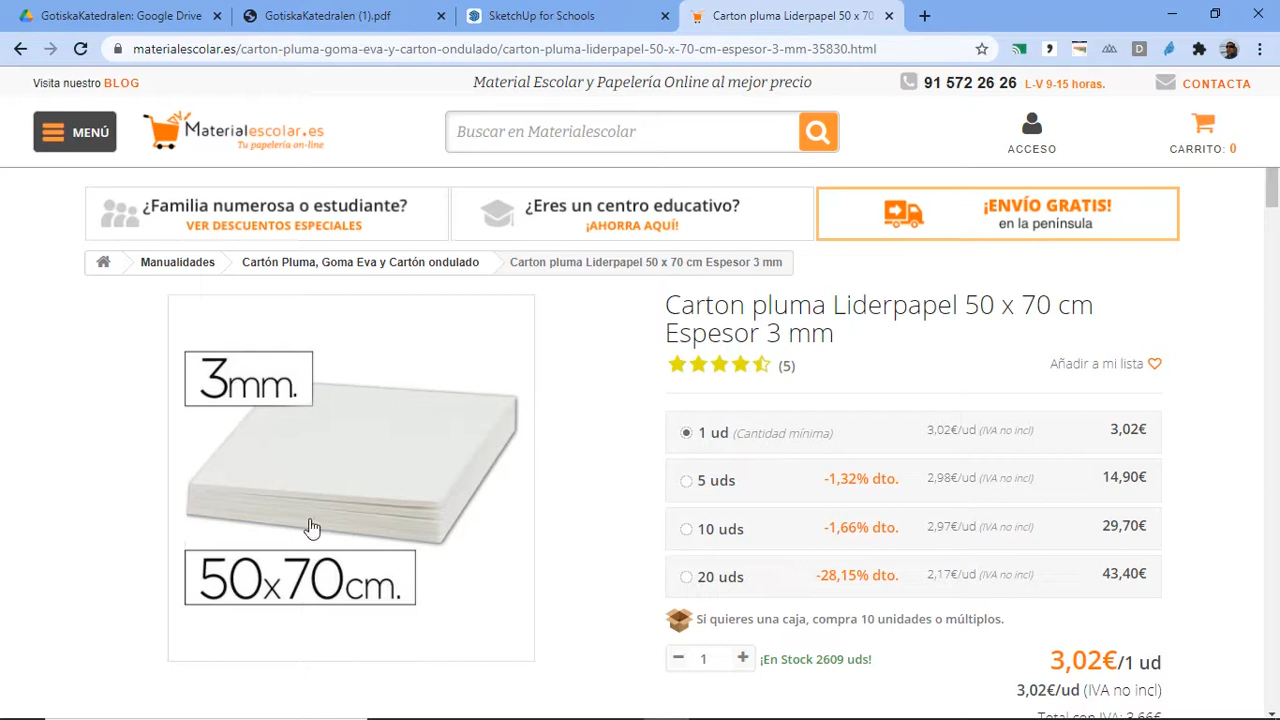 GotiskaKatedralen: Google Drive
GotiskaKatedralen (1).pdf
SketchUp for Schools
Carton pluma Liderpapel 50 x 70
materialescolar.es/carton-pluma-goma-eva-y-carton-ondulado/carton-pluma-liderpapel-50-x-70-cm-espesor-3-mm-35830.html
Visita nuestro BLOG
Material Escolar y Papelería Online al mejor precio
91 572 26 26 L-V 9-15 horas.
CONTACTA
MENÚ
Materialescolar.es
Tu papelería on-line
Buscar en Materialescolar
ACCESO
CARRITO: 0
¿Familia numerosa o estudiante?
VER DESCUENTOS ESPECIALES
¿Eres un centro educativo?
¡AHORRA AQUÍ!
¡ENVÍO GRATIS!
en la península
Manualidades
Cartón Pluma, Goma Eva y Cartón ondulado
Carton pluma Liderpapel 50 x 70 cm Espesor 3 mm
3mm.
50x70cm.
Carton pluma Liderpapel 50 x 70 cm
Espesor 3 mm
(5)
Añadir a mi lista
1 ud (Cantidad mínima) 3,02€/ud (IVA no incl) 3,02€
5 uds -1,32% dto. 2,98€/ud (IVA no incl) 14,90€
10 uds -1,66% dto. 2,97€/ud (IVA no incl) 29,70€
20 uds -28,15% dto. 2,17€/ud (IVA no incl) 43,40€
Si quieres una caja, compra 10 unidades o múltiplos.
1
¡En Stock 2609 uds!
3,02€/1 ud
3,02€/ud (IVA no incl)
Total con IVA: 3,66€